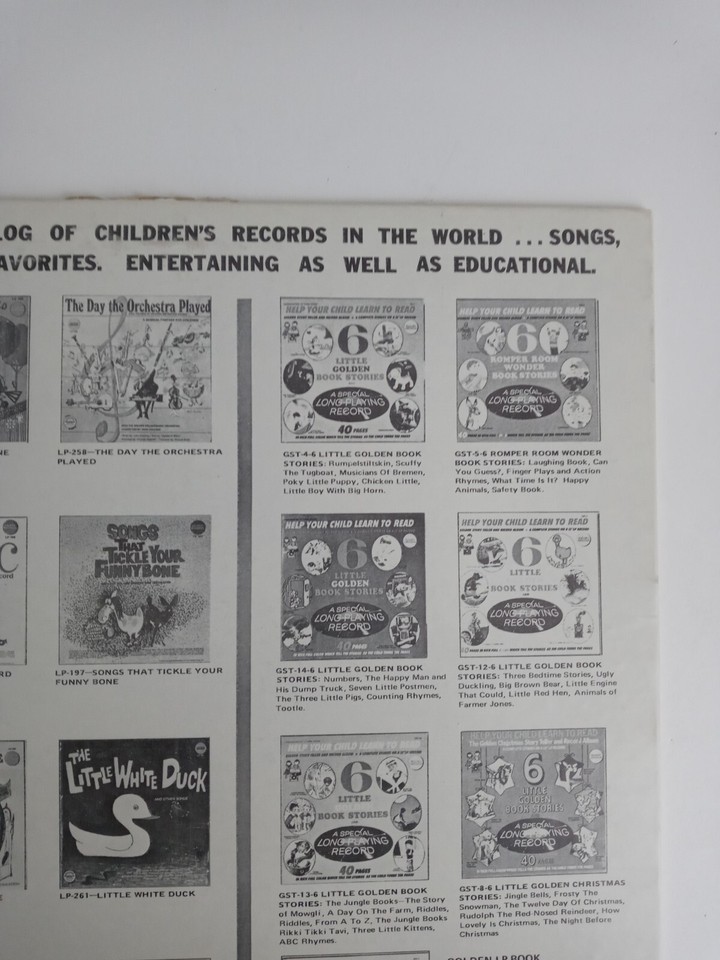 LOG OF CHILDREN'S RECORDS IN THE WORLD ... SONGS,
AVORITES. ENTERTAINING AS WELL AS EDUCATIONAL.
The Day the Orchestra Played
LP-258—THE DAY THE ORCHESTRA
PLAYED
SONGS
THAT
TICKLE YOUR
FUNNY BONE
LP-197—SONGS THAT TICKLE YOUR
FUNNY BONE
THE
LITTLE WHITE DUCK
LP-261—LITTLE WHITE DUCK
HELP YOUR CHILD LEARN TO READ
6
LITTLE
GOLDEN
BOOK STORIES
A SPECIAL
LONG PLAYING
RECORD
40 PAGES
GST-4-6 LITTLE GOLDEN BOOK
STORIES: Rumpelstiltskin, Scuffy
The Tugboat, Musicians Of Bremen,
Poky Little Puppy, Chicken Little,
Little Boy With Big Horn.
HELP YOUR CHILD LEARN TO READ
6
ROMPER ROOM
WONDER
BOOK STORIES
A SPECIAL
LONG PLAYING
RECORD
GST-5-6 ROMPER ROOM WONDER
BOOK STORIES: Laughing Book, Can
You Guess?, Finger Plays and Action
Rhymes, What Time Is It? Happy
Animals, Safety Book.
HELP YOUR CHILD LEARN TO READ
6
LITTLE
GOLDEN
BOOK STORIES
A SPECIAL
LONG PLAYING
RECORD
40 PAGES
GST-14-6 LITTLE GOLDEN BOOK
STORIES: Numbers, The Happy Man and
His Dump Truck, Seven Little Postmen,
The Three Little Pigs, Counting Rhymes,
Tootle.
HELP YOUR CHILD LEARN TO READ
6
LITTLE
BOOK STORIES
A SPECIAL
LONG PLAYING
RECORD
GST-12-6 LITTLE GOLDEN BOOK
STORIES: Three Bedtime Stories, Ugly
Duckling, Big Brown Bear, Little Engine
That Could, Little Red Hen, Animals of
Farmer Jones.
HELP YOUR CHILD LEARN TO READ
6
LITTLE
BOOK STORIES
A SPECIAL
LONG PLAYING
RECORD
40 PAGES
GST-13-6 LITTLE GOLDEN BOOK
STORIES: The Jungle Books—The Story
of Mowgli, A Day On The Farm, Riddles,
Riddles, From A To Z, The Jungle Books
Rikki Tikki Tavi, Three Little Kittens,
ABC Rhymes.
HELP YOUR CHILD LEARN TO READ
6
LITTLE
GOLDEN
BOOK STORIES
A SPECIAL
LONG PLAYING
RECORD
40 PAGES
GST-8-6 LITTLE GOLDEN CHRISTMAS
STORIES: Jingle Bells, Frosty The
Snowman, The Twelve Day Of Christmas,
Rudolph The Red Nosed Reindeer, How
Lovely Is Christmas, The Night Before
Christmas
GOLDEN LP BOOK